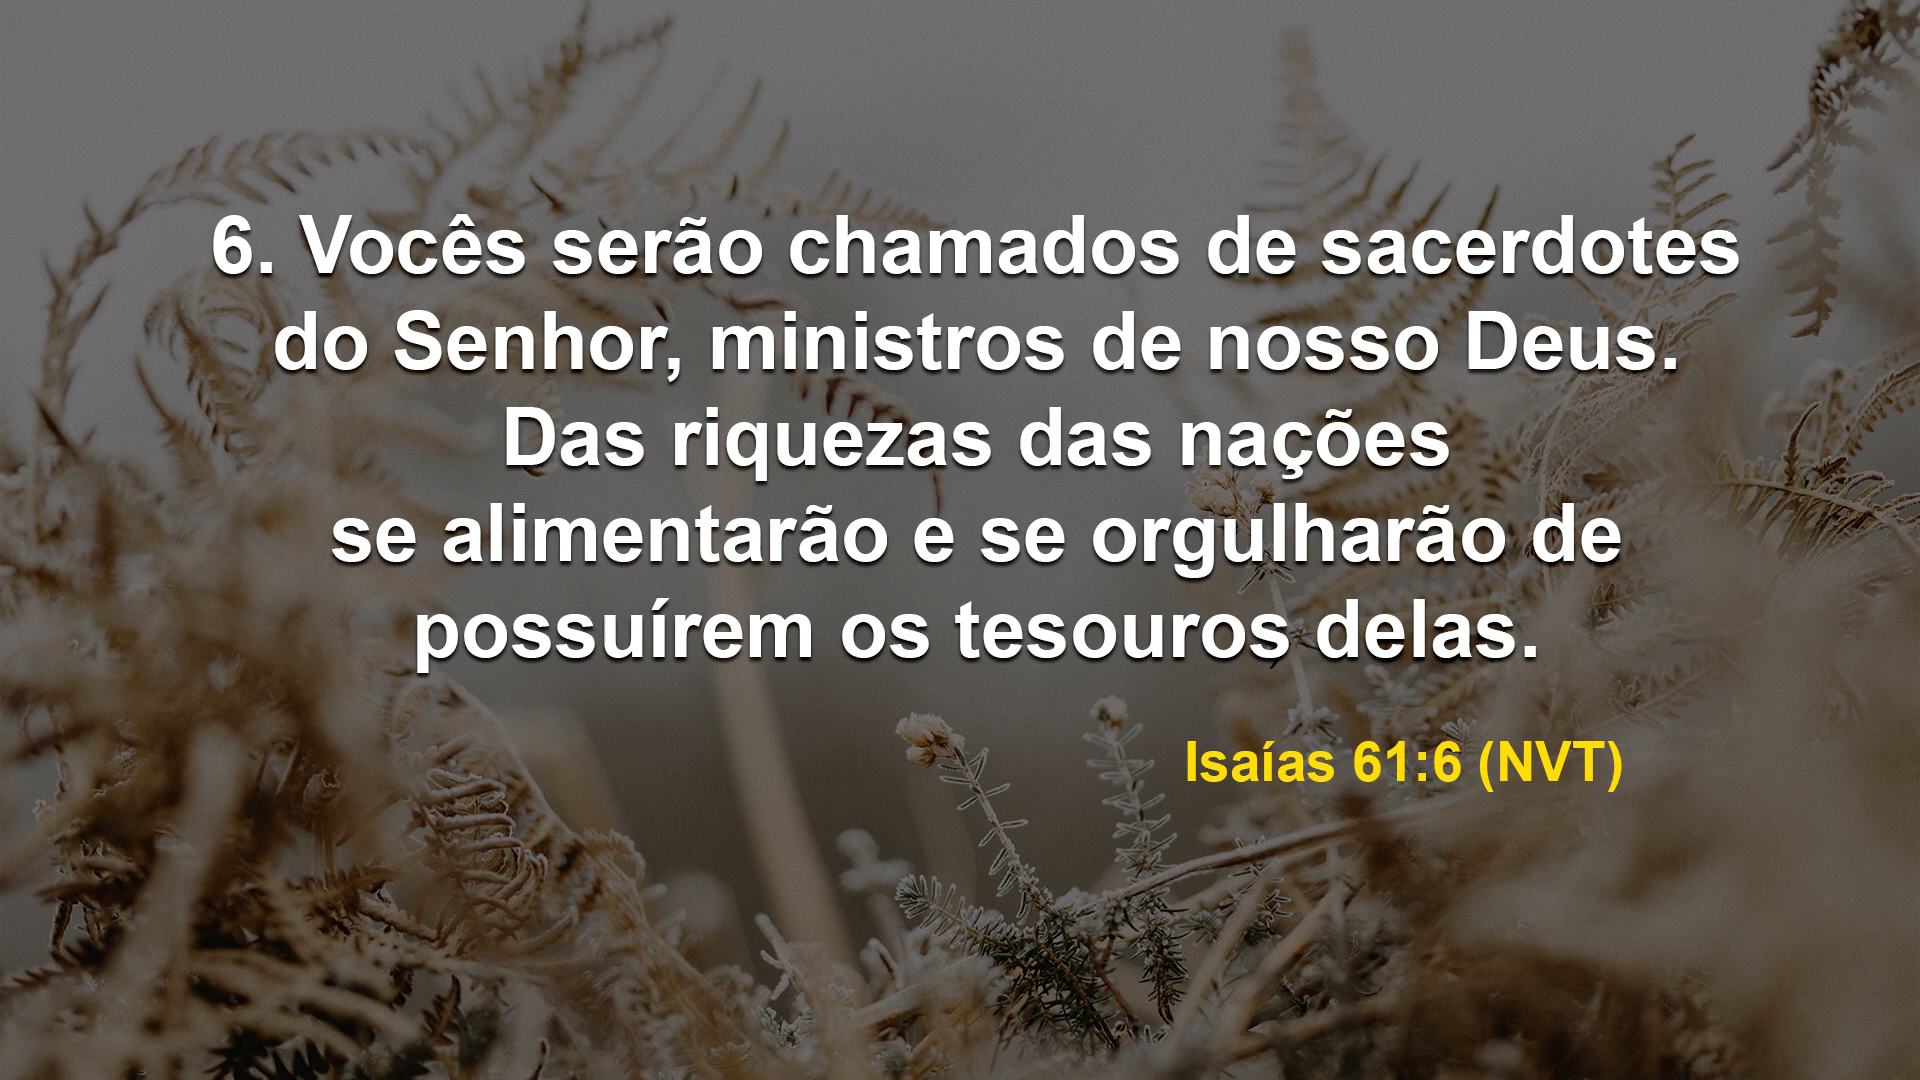 6. Vocês serão chamados de sacerdotes
do Senhor, ministros de nosso Deus.
Das riquezas das nações
se alimentarão e se orgulharão de
possuírem os tesouros delas.
Isaías 61:6 (NVT)